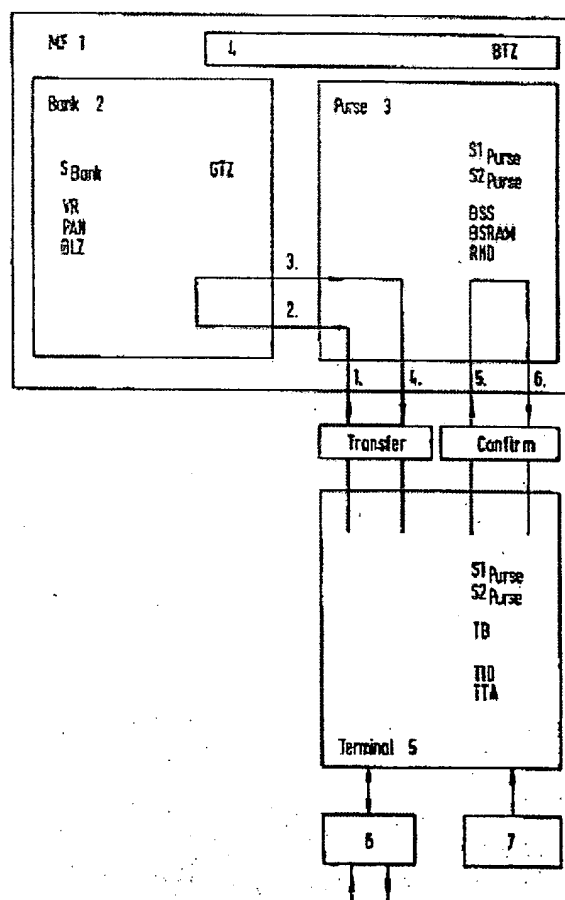 MF 1
4 BTZ
Bank 2
Purse 3
S Bank GTZ
VR
PAN
BLZ
S1 Purse
S2 Purse
BSS
BSRAM
RND
3.
2.
1. 4. 5. 6.
Transfer Confirm
S1 Purse
S2 Purse
TB
TID
TTA
Terminal 5
6 7